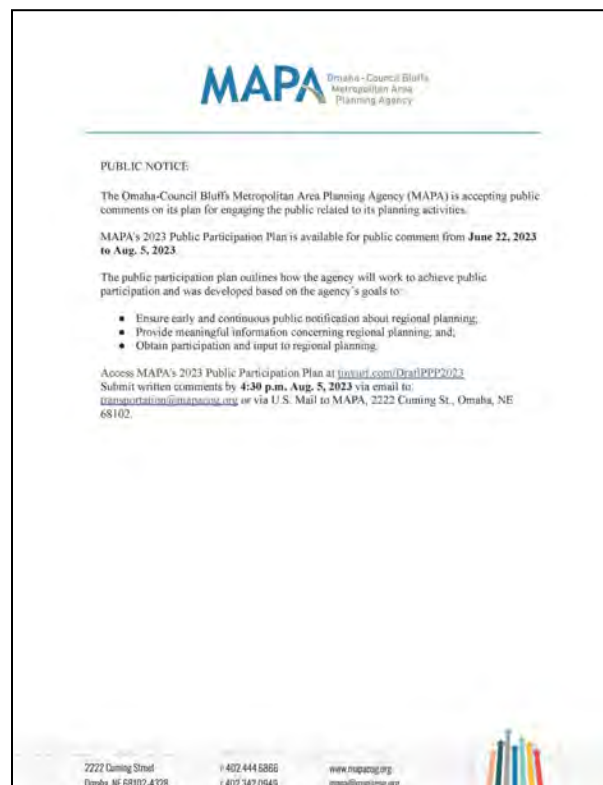 MAPA
Omaha-Council Bluffs
Metropolitan Area
Planning Agency
PUBLIC NOTICE
The Omaha-Council Bluffs Metropolitan Area Planning Agency (MAPA) is accepting public
comments on its plan for engaging the public related to its planning activities.
MAPA's 2023 Public Participation Plan is available for public comment from June 22, 2023
to Aug. 5, 2023
The public participation plan outlines how the agency will work to achieve public
participation and was developed based on the agency's goals to:
● Ensure early and continuous public notification about regional planning;
● Provide meaningful information concerning regional planning; and;
● Obtain participation and input to regional planning.
Access MAPA's 2023 Public Participation Plan at tinyurl.com/DraftPPP2023
Submit written comments by 4:30 p.m. Aug. 5, 2023 via email to:
transportation@mapacog.org or via U.S. Mail to MAPA, 2222 Cuming St., Omaha, NE
68102.
2222 Cuming Street
Omaha, NE 68102-4328
402.444.6866
402.342.0949
www.mapacog.org